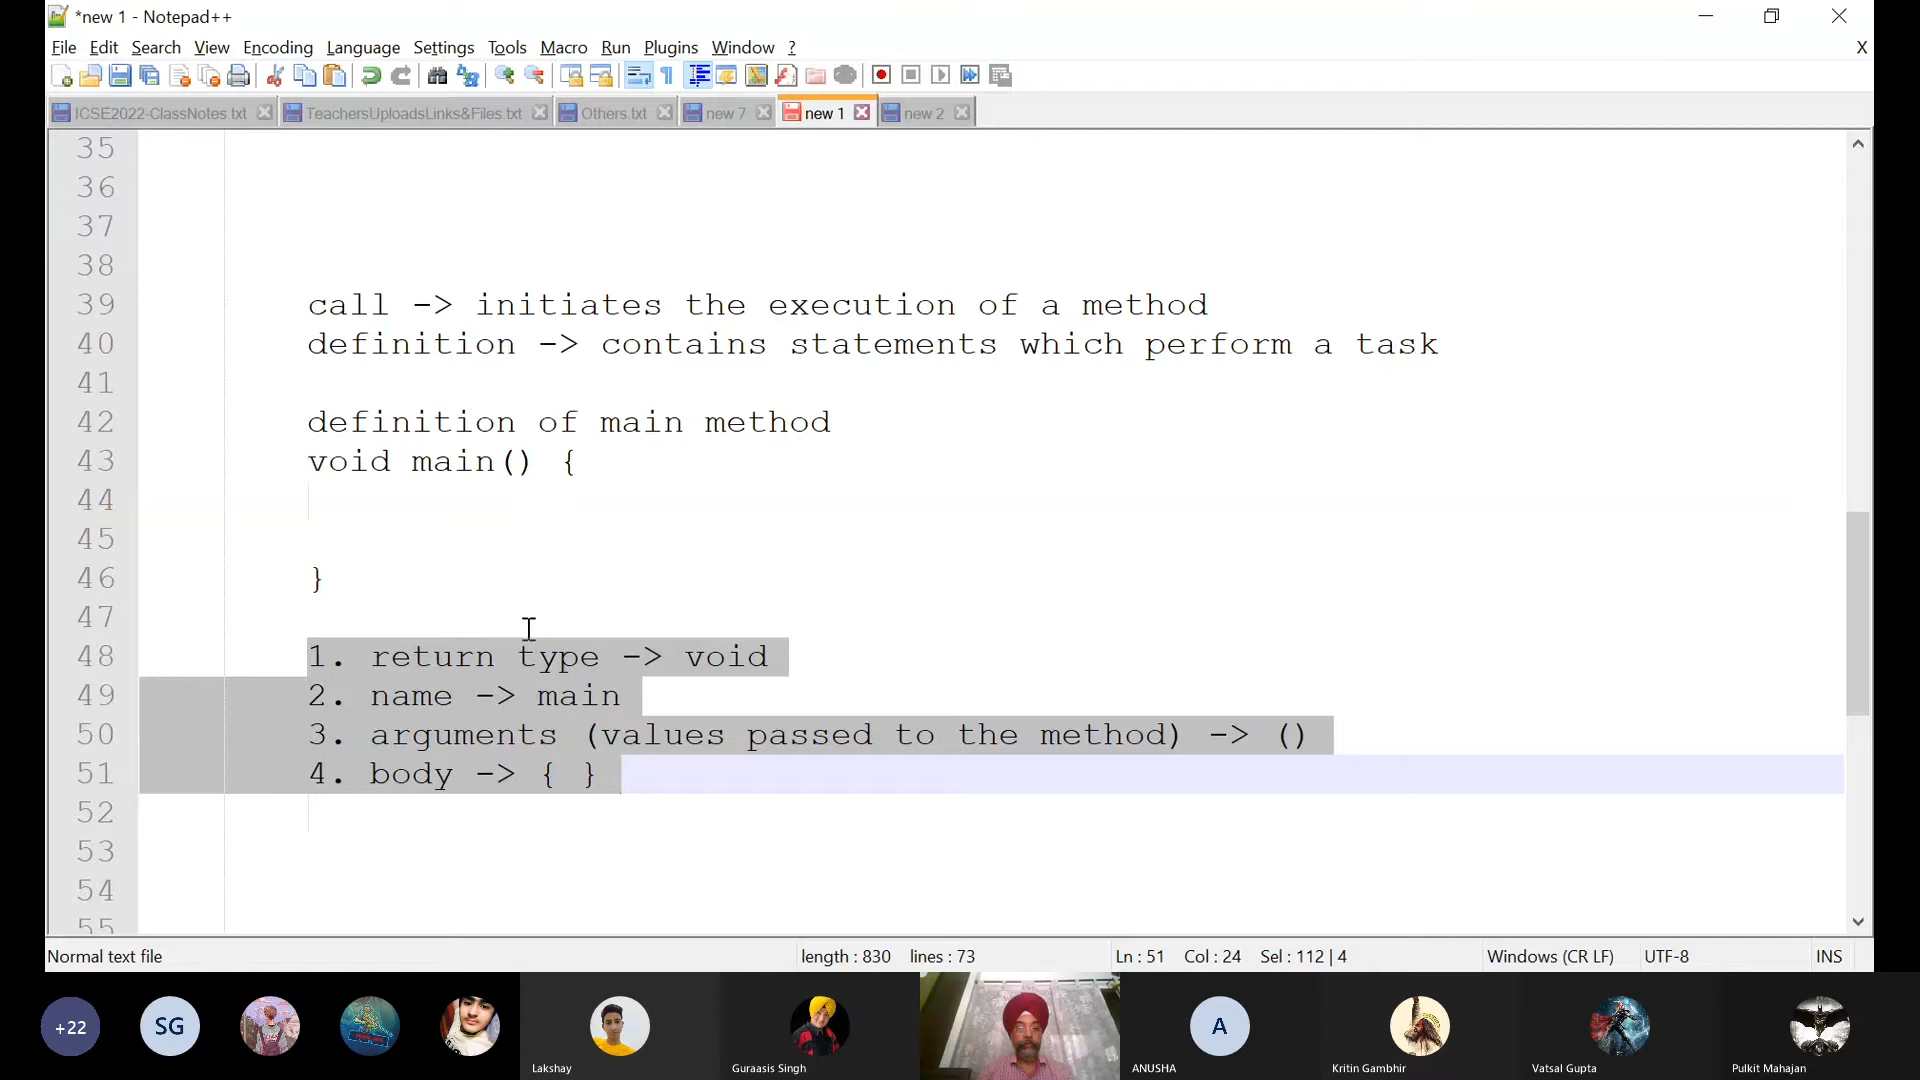 *new 1 - Notepad++
File Edit Search View Encoding Language Settings Tools Macro Run Plugins Window ?
X
ICSE2022-ClassNotes.txt TeachersUploadsLinks&Files.txt Others.txt new 7 new 1 new 2
35
36
37
38
39 call -> initiates the execution of a method
40 definition -> contains statements which perform a task
41
42 definition of main method
43 void main() {
44
45
46 }
47
48 1. return type -> void
49 2. name -> main
50 3. arguments (values passed to the method) -> ()
51 4. body -> { }
52
53
54
55
Normal text file length : 830 lines : 73 Ln : 51 Col : 24 Sel : 112 | 4 Windows (CR LF) UTF-8 INS
+22 SG A
Lakshay Guraasis Singh ANUSHA Kritin Gambhir Vatsal Gupta Pulkit Mahajan